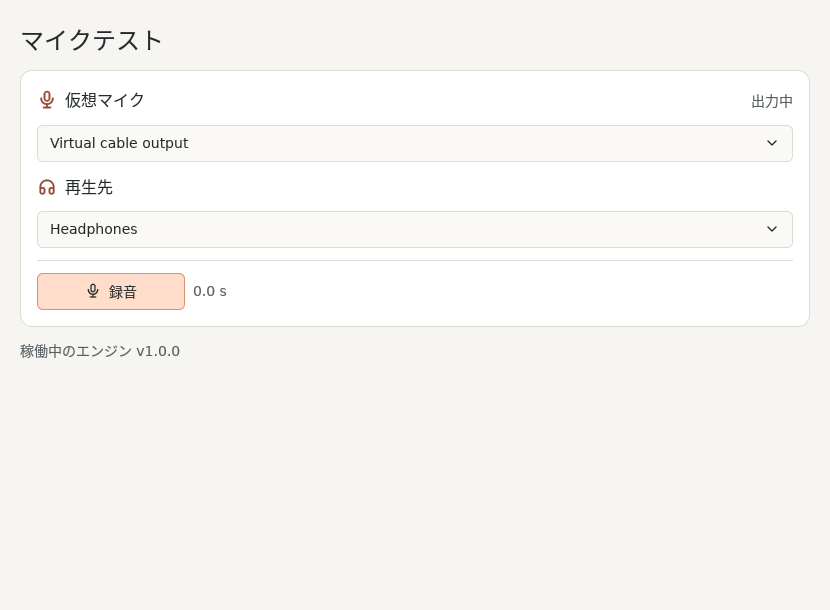 マイクテスト
仮想マイク
出力中
Virtual cable output
再生先
Headphones
録音
0.0 s
稼働中のエンジン v1.0.0